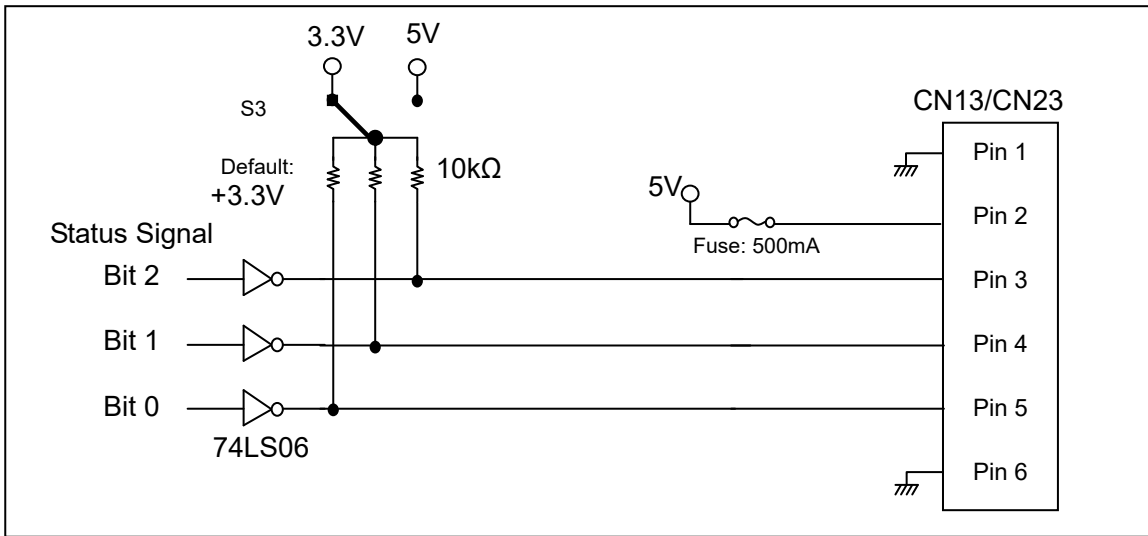 3.3V
5V
S3
Default:
+3.3V
10kΩ
Status Signal
Bit 2
Bit 1
Bit 0
74LS06
5V
Fuse: 500mA
CN13/CN23
Pin 1
Pin 2
Pin 3
Pin 4
Pin 5
Pin 6